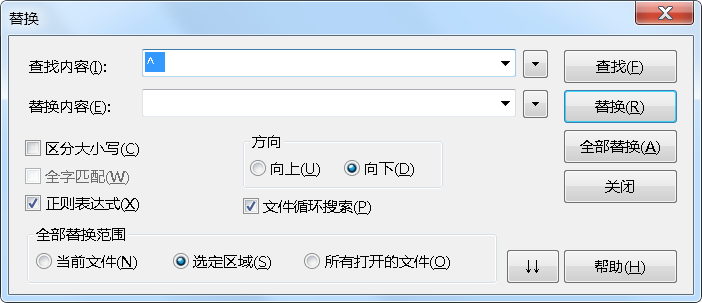 替换
查找内容(I): ^ 查找(F)
替换内容(E): 替换(R)
区分大小写(C) 方向 全部替换(A)
全字匹配(W) 向上(U) 向下(D) 关闭
正则表达式(X) 文件循环搜索(P)
全部替换范围
当前文件(N) 选定区域(S) 所有打开的文件(O) ↓↓ 帮助(H)